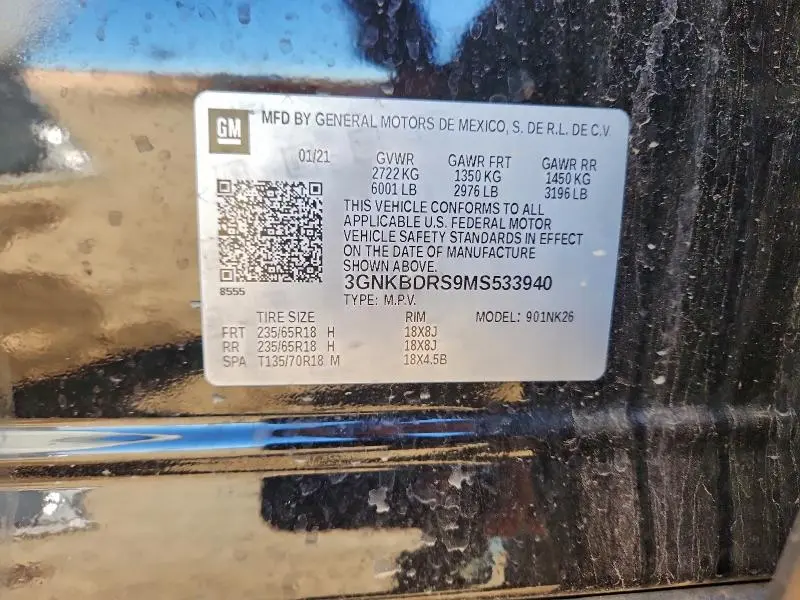 GM
MFD BY GENERAL MOTORS DE MEXICO, S. DE R.L. DE C.V
01/21 GVWR GAWR FRT GAWR RR
2722 KG 1350 KG 1450 KG
6001 LB 2976 LB 3196 LB
THIS VEHICLE CONFORMS TO ALL
APPLICABLE U.S. FEDERAL MOTOR
VEHICLE SAFETY STANDARDS IN EFFECT
ON THE DATE OF MANUFACTURE
SHOWN ABOVE.
3GNKBDRS9MS533940
8555
TYPE: M.P.V.
TIRE SIZE RIM MODEL: 901NK26
FRT 235/65R18 H 18X8J
RR 235/65R18 H 18X8J
SPA T135/70R18 M 18X4.5B